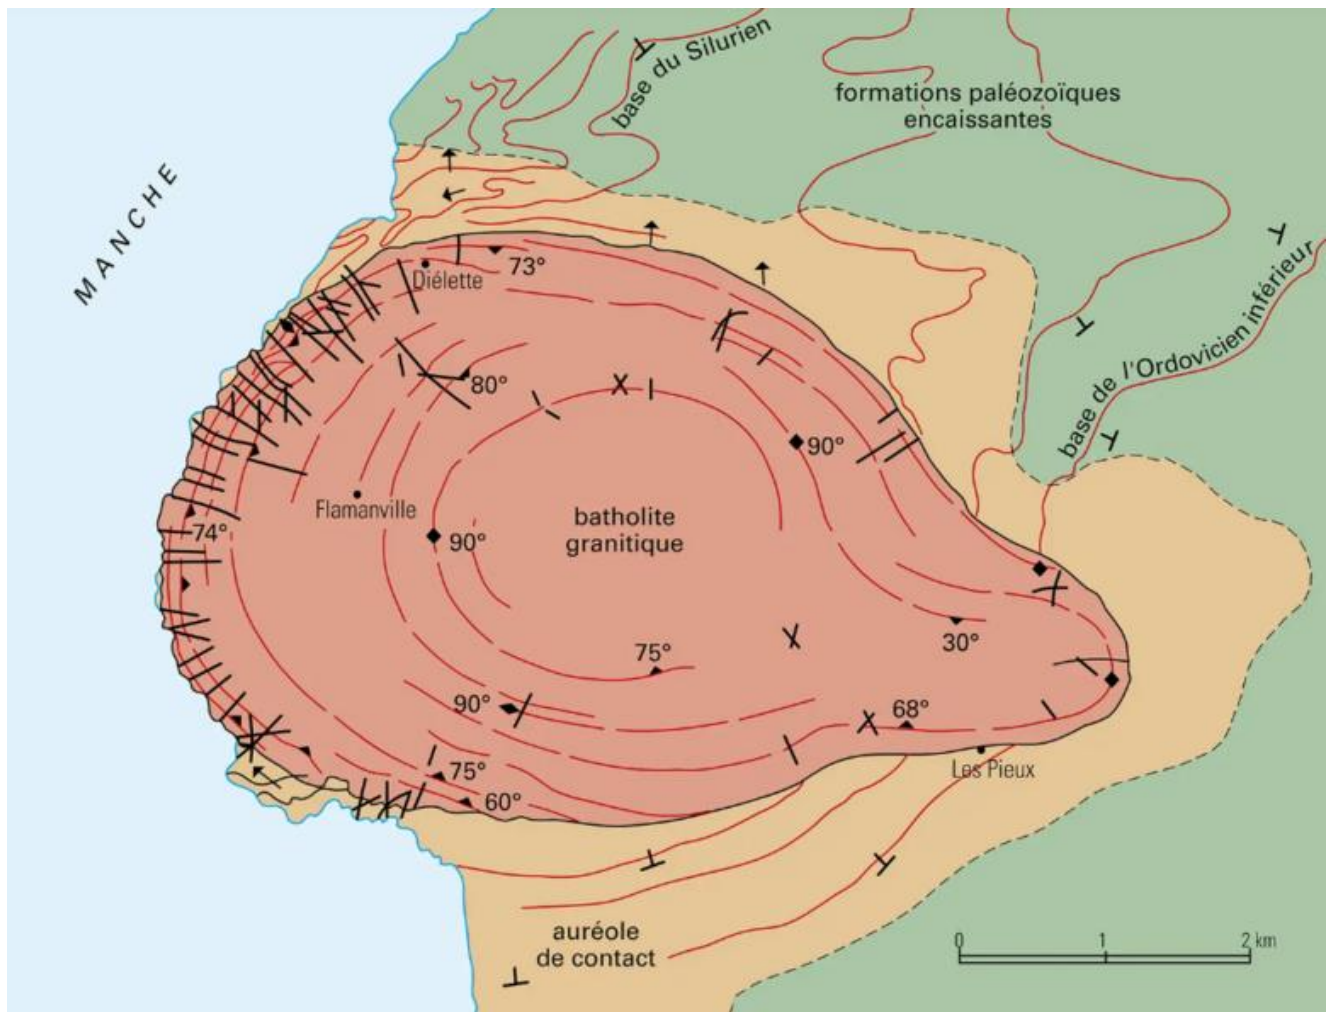 MANCHE
base du Silurien
formations paléozoïques
encaissantes
base de l'Ordovicien inférieur
Diélette
73°
80°
90°
Flamanville
74°
90°
batholite
granitique
75°
30°
90°
68°
75°
60°
Les Pieux
auréole
de contact
0 1 2 km